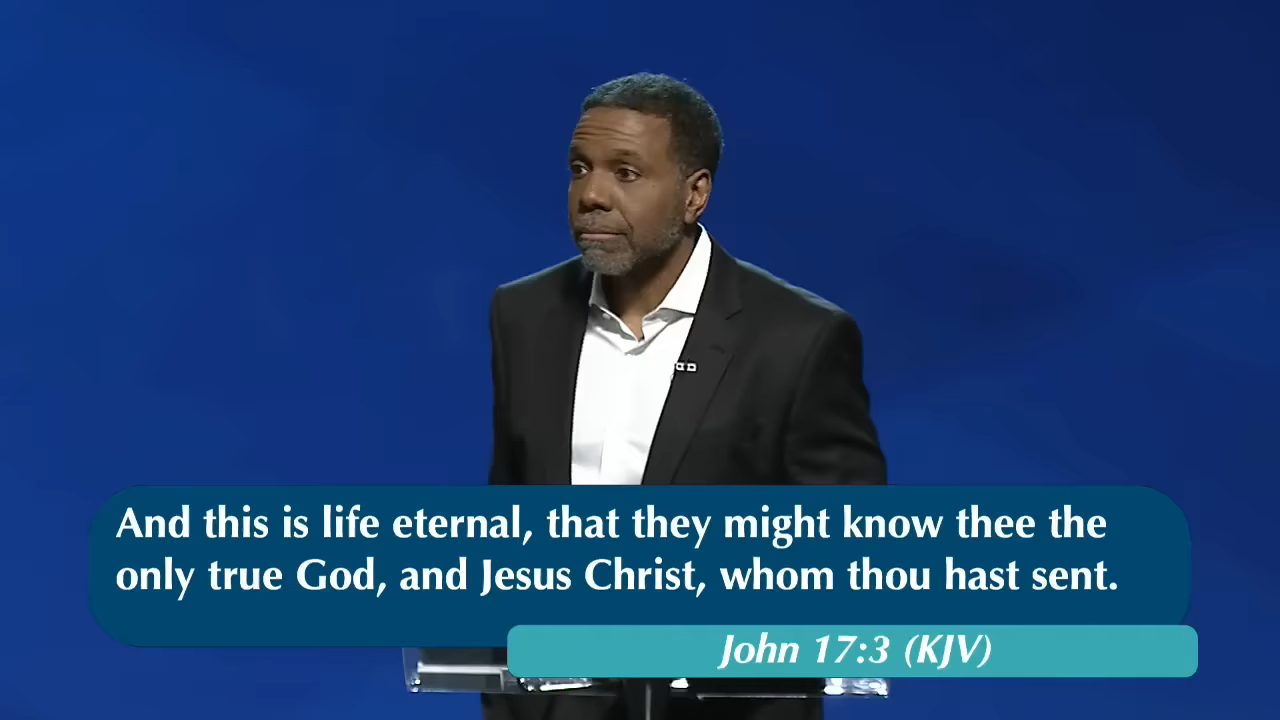 And this is life eternal, that they might know thee the
only true God, and Jesus Christ, whom thou hast sent.
John 17:3 (KJV)